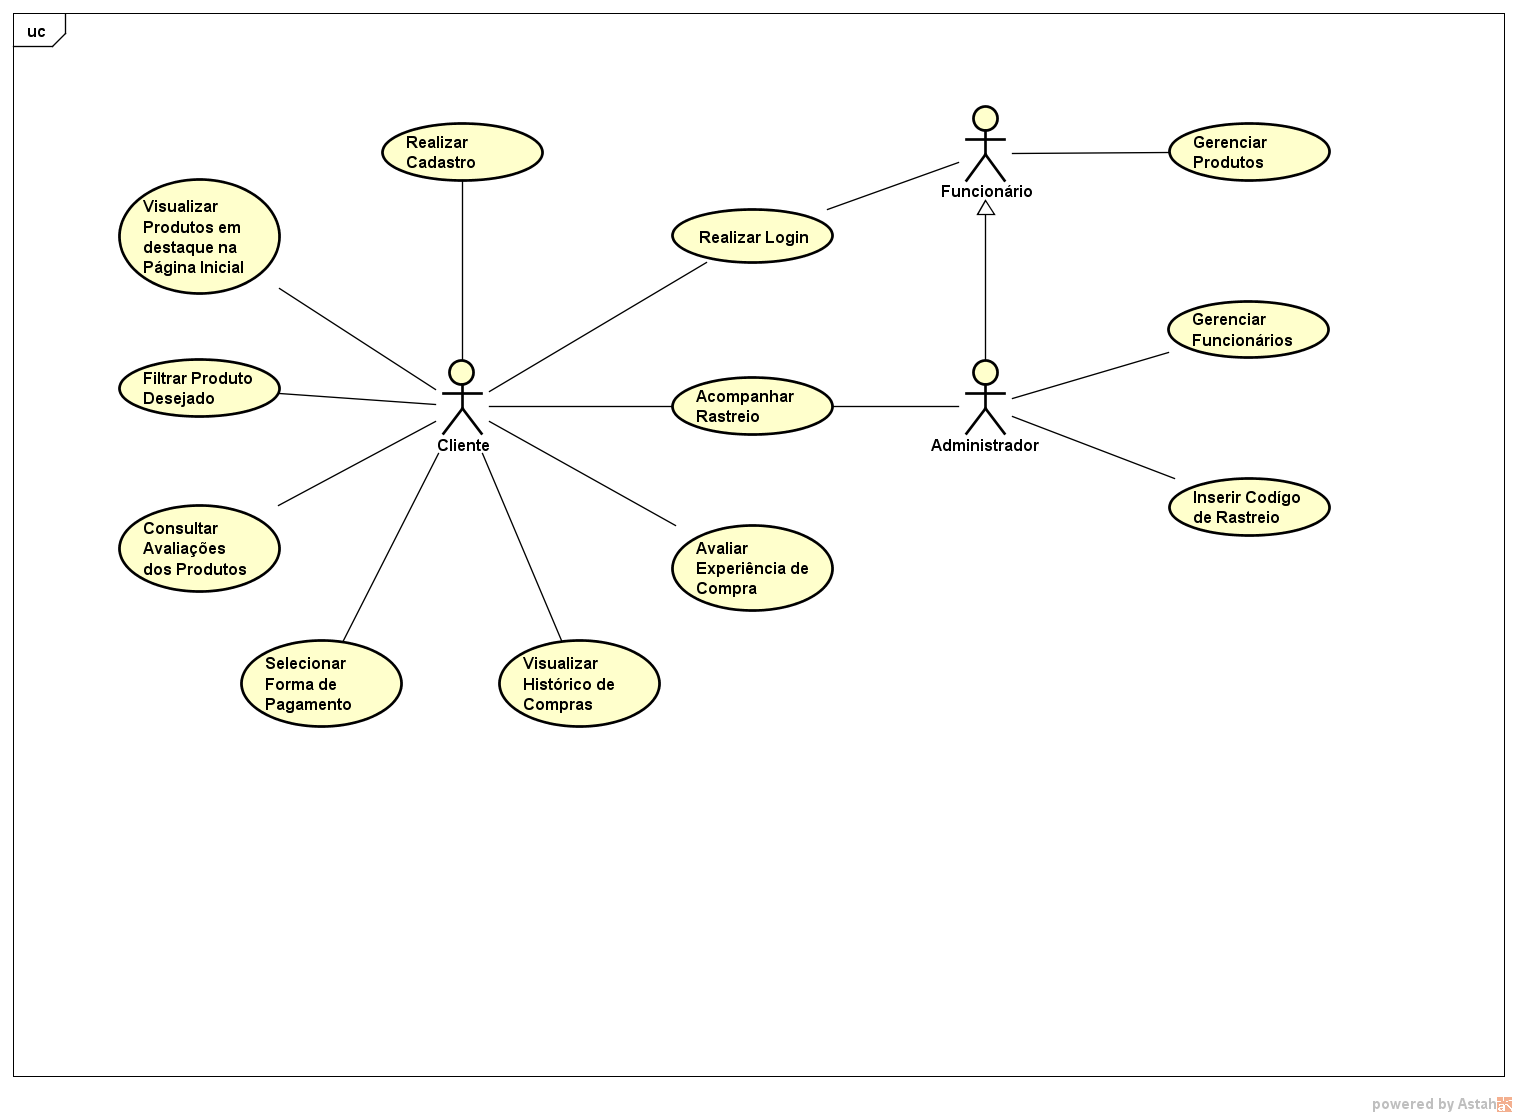 uc
Realizar
Cadastro
Visualizar
Produtos em
destaque na
Página Inicial
Realizar Login
Funcionário
Gerenciar
Produtos
Filtrar Produto
Desejado
Cliente
Acompanhar
Rastreio
Administrador
Gerenciar
Funcionários
Inserir Codígo
de Rastreio
Consultar
Avaliações
dos Produtos
Avaliar
Experiência de
Compra
Selecionar
Forma de
Pagamento
Visualizar
Histórico de
Compras
powered by Astah